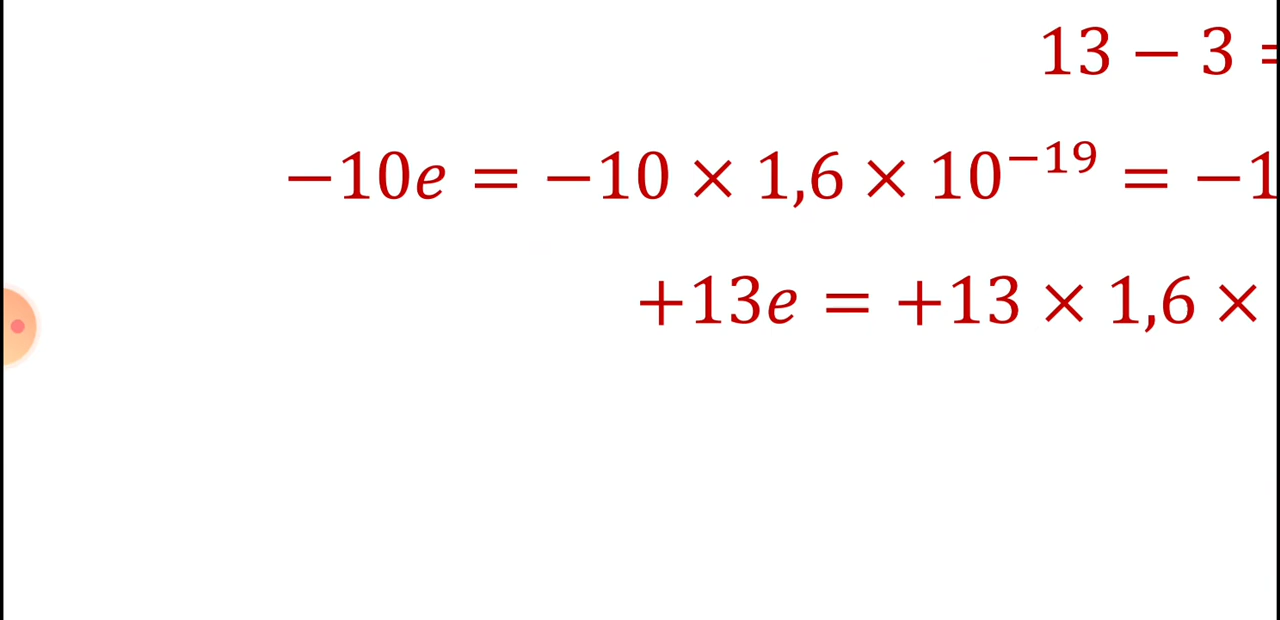 13 − 3 =
−10e = −10 × 1,6 × 10⁻¹⁹ = −1
+13e = +13 × 1,6 ×